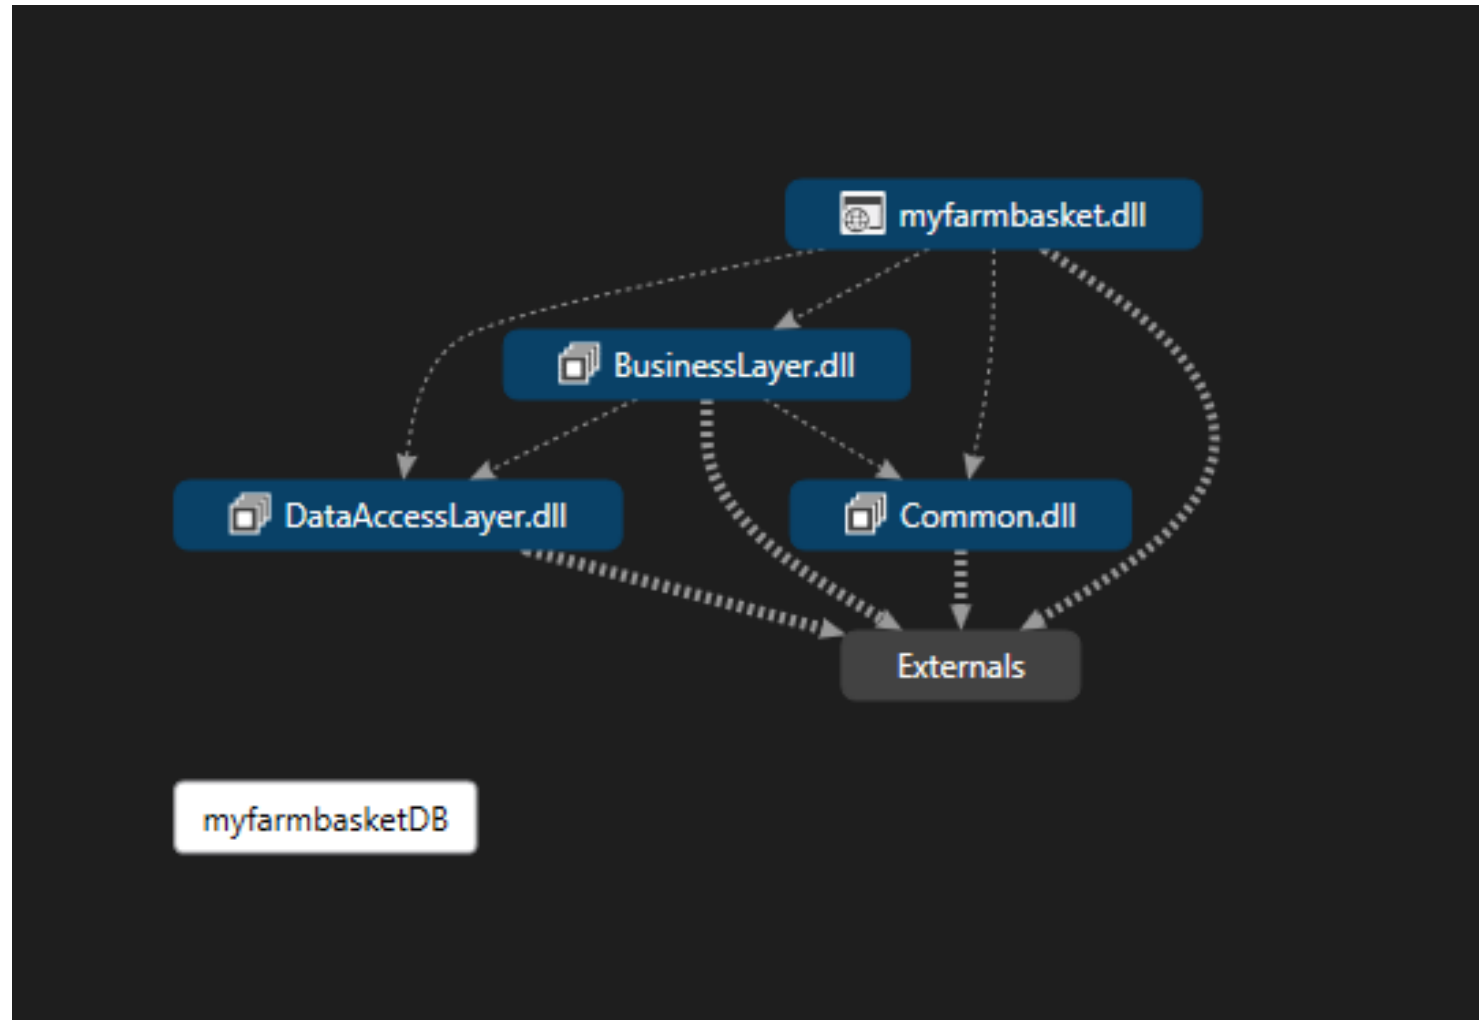 myfarmbasket.dll
BusinessLayer.dll
DataAccessLayer.dll
Common.dll
Externals
myfarmbasketDB